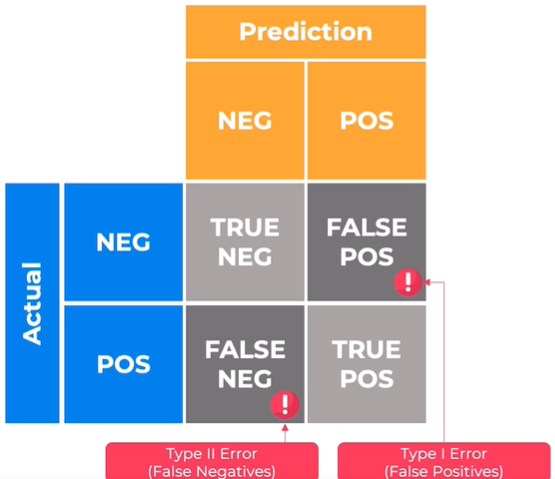 Prediction
NEG
POS
Actual
NEG
TRUE
NEG
FALSE
POS
!
POS
FALSE
NEG
!
TRUE
POS
Type II Error
(False Negatives)
Type I Error
(False Positives)